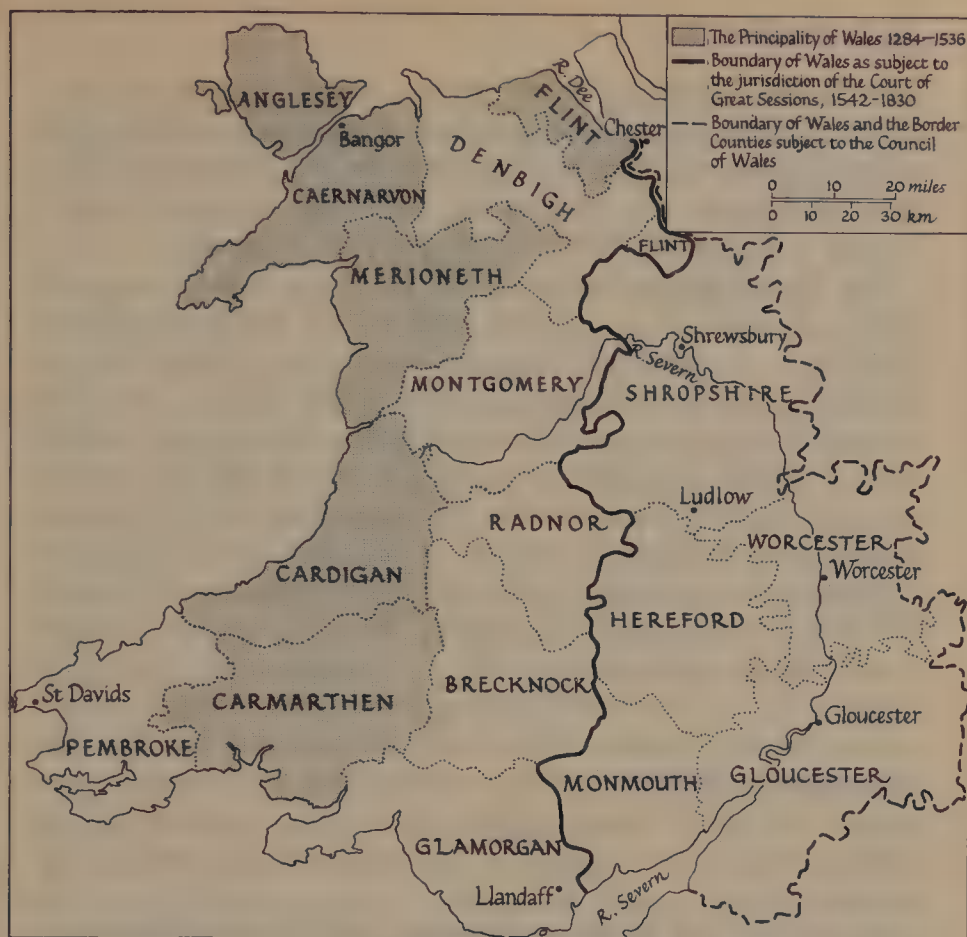 The Principality of Wales 1284–1536
Boundary of Wales as subject to
the jurisdiction of the Court of
Great Sessions, 1542–1830
Boundary of Wales and the Border
Counties subject to the Council
of Wales
0 10 20 miles
0 10 20 30 km
ANGLESEY
Bangor
CAERNARVON
DENBIGH
FLINT
R. Dee
Chester
FLINT
MERIONETH
Shrewsbury
R. Severn
SHROPSHIRE
MONTGOMERY
Ludlow
RADNOR
WORCESTER
Worcester
CARDIGAN
HEREFORD
St Davids
CARMARTHEN
BRECKNOCK
Gloucester
PEMBROKE
MONMOUTH
GLOUCESTER
GLAMORGAN
Llandaff
R. Severn